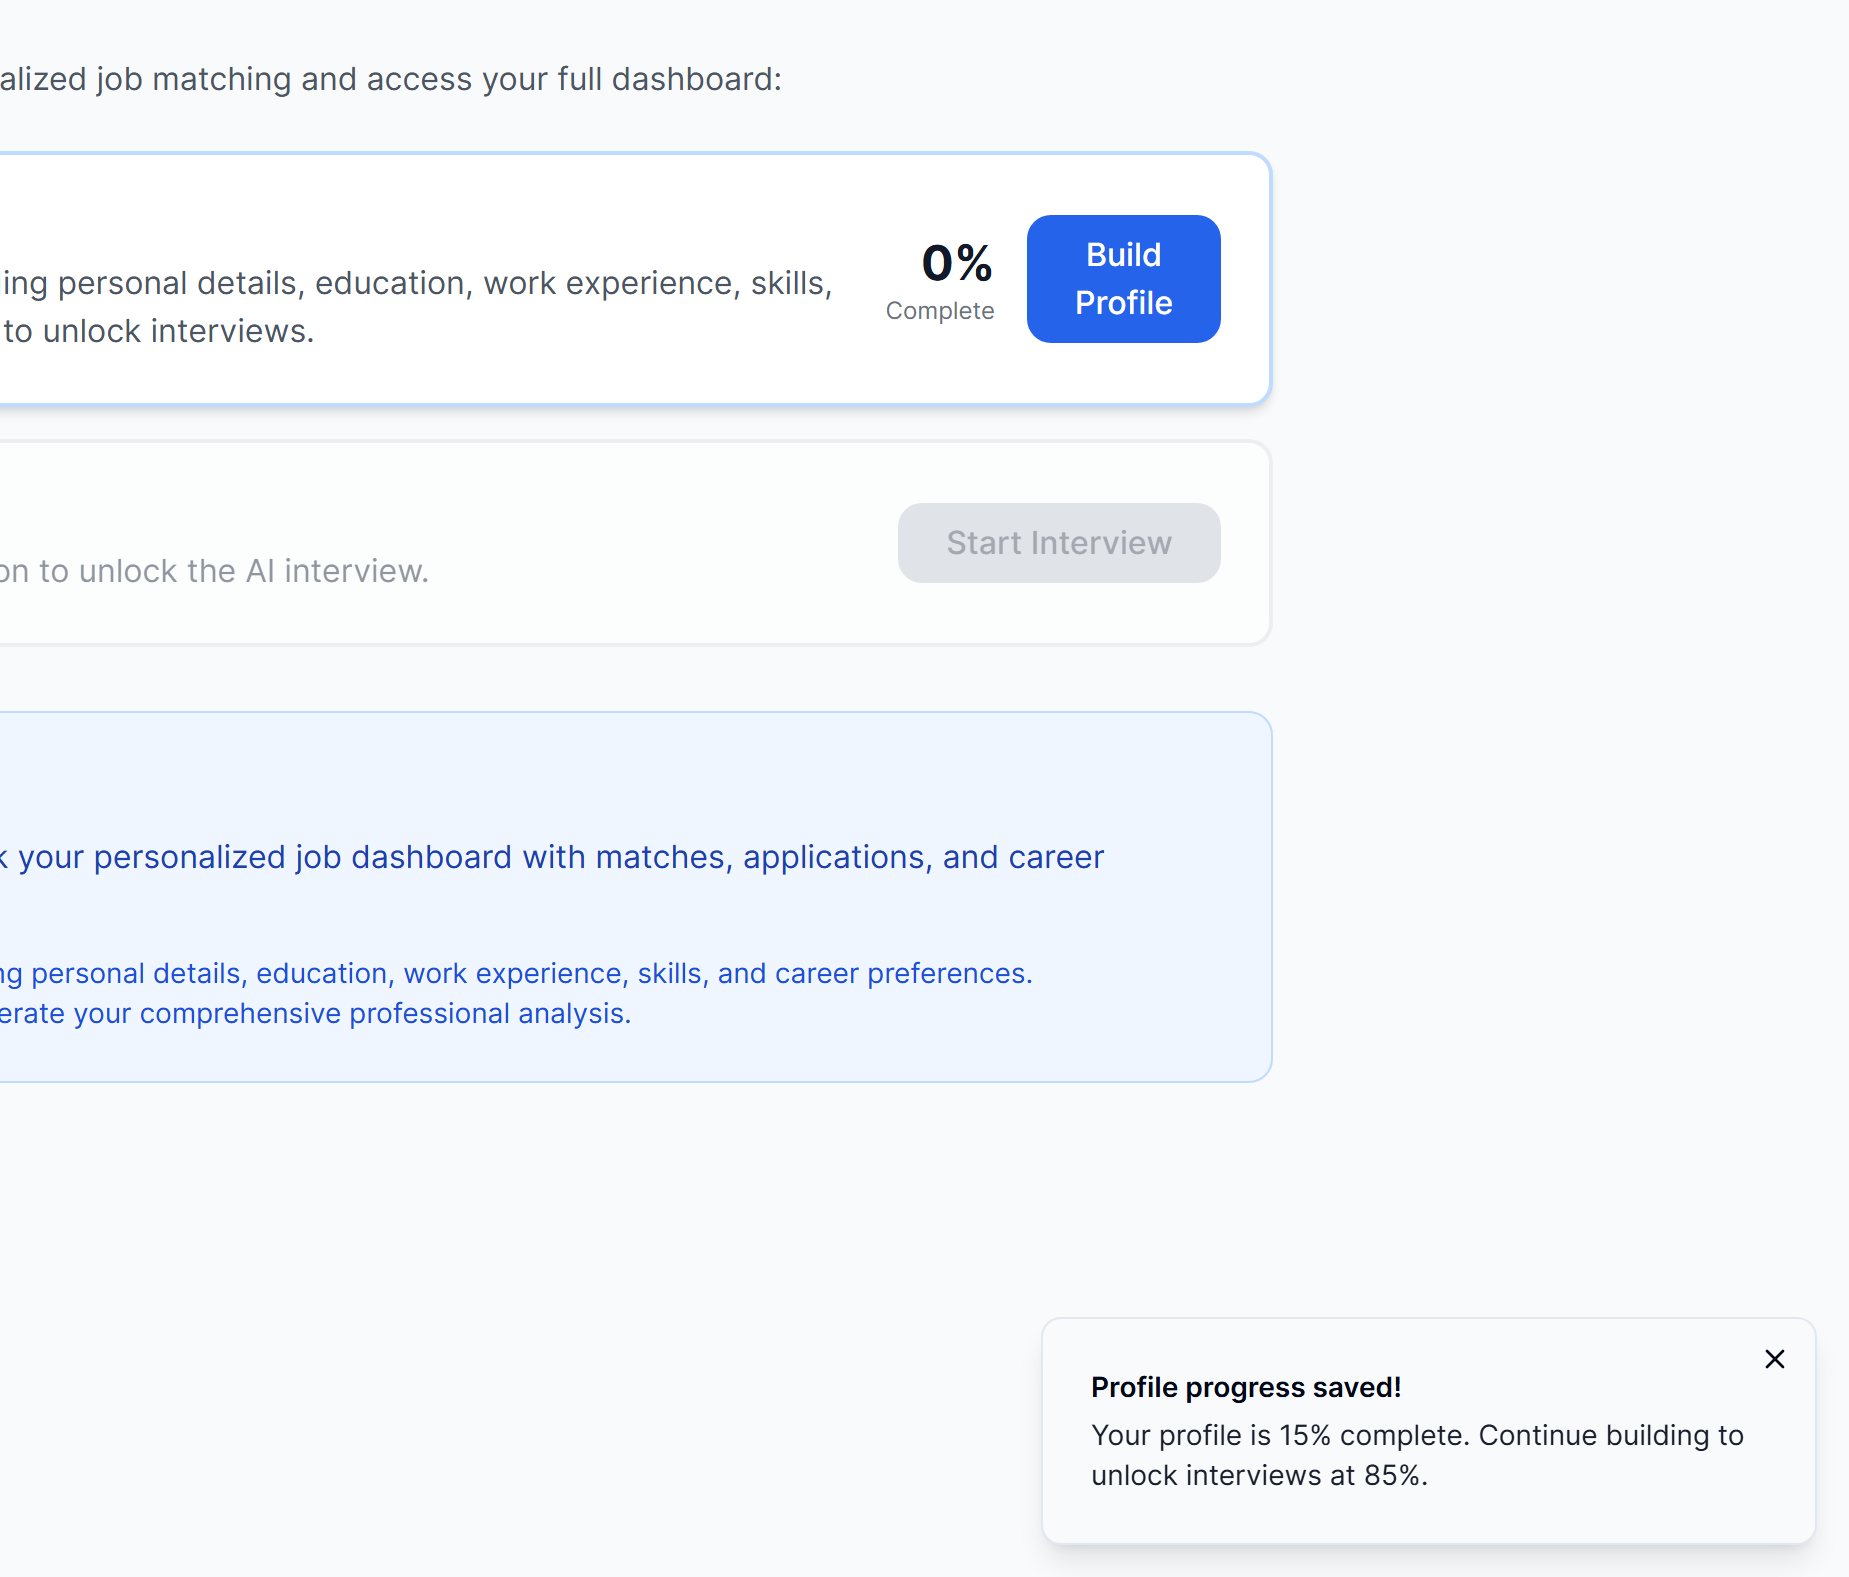 alized job matching and access your full dashboard:
ing personal details, education, work experience, skills,
to unlock interviews.
0%
Complete
Build
Profile
on to unlock the AI interview.
Start Interview
k your personalized job dashboard with matches, applications, and career
ng personal details, education, work experience, skills, and career preferences.
erate your comprehensive professional analysis.
Profile progress saved!
Your profile is 15% complete. Continue building to
unlock interviews at 85%.